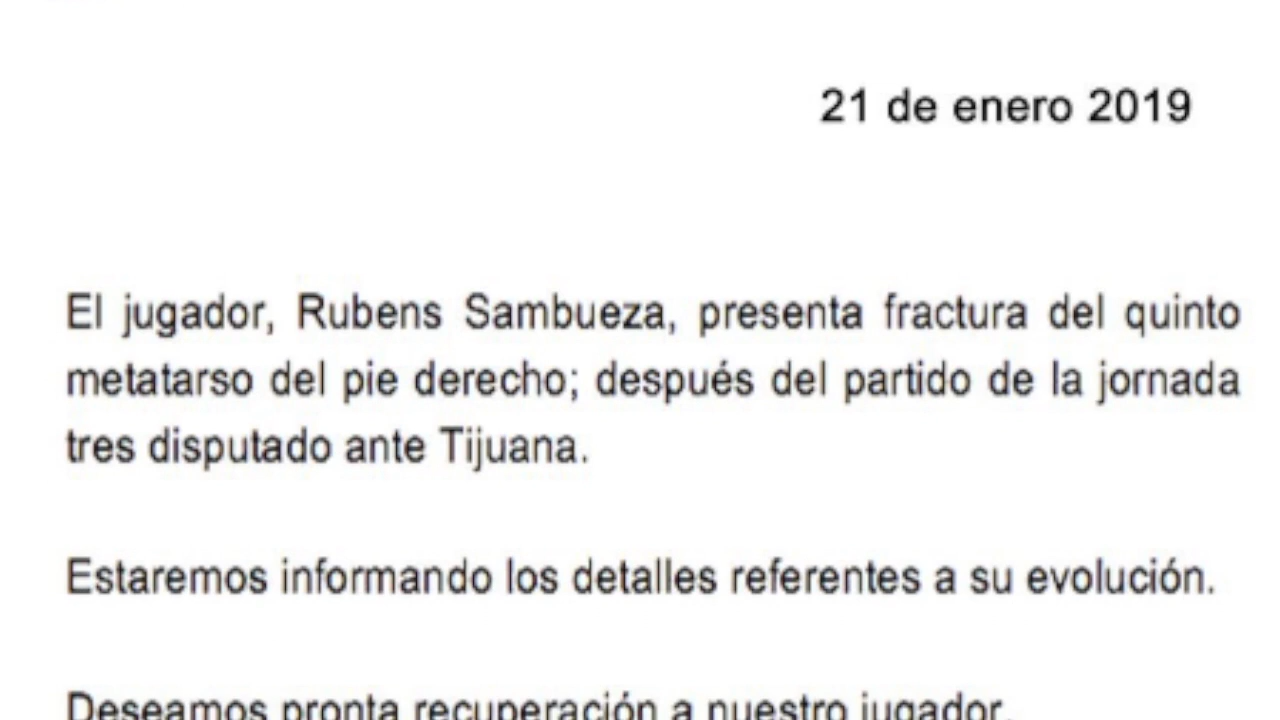 21 de enero 2019
El jugador, Rubens Sambueza, presenta fractura del quinto
metatarso del pie derecho; después del partido de la jornada
tres disputado ante Tijuana.
Estaremos informando los detalles referentes a su evolución.
Deseamos pronta recuperación a nuestro jugador.